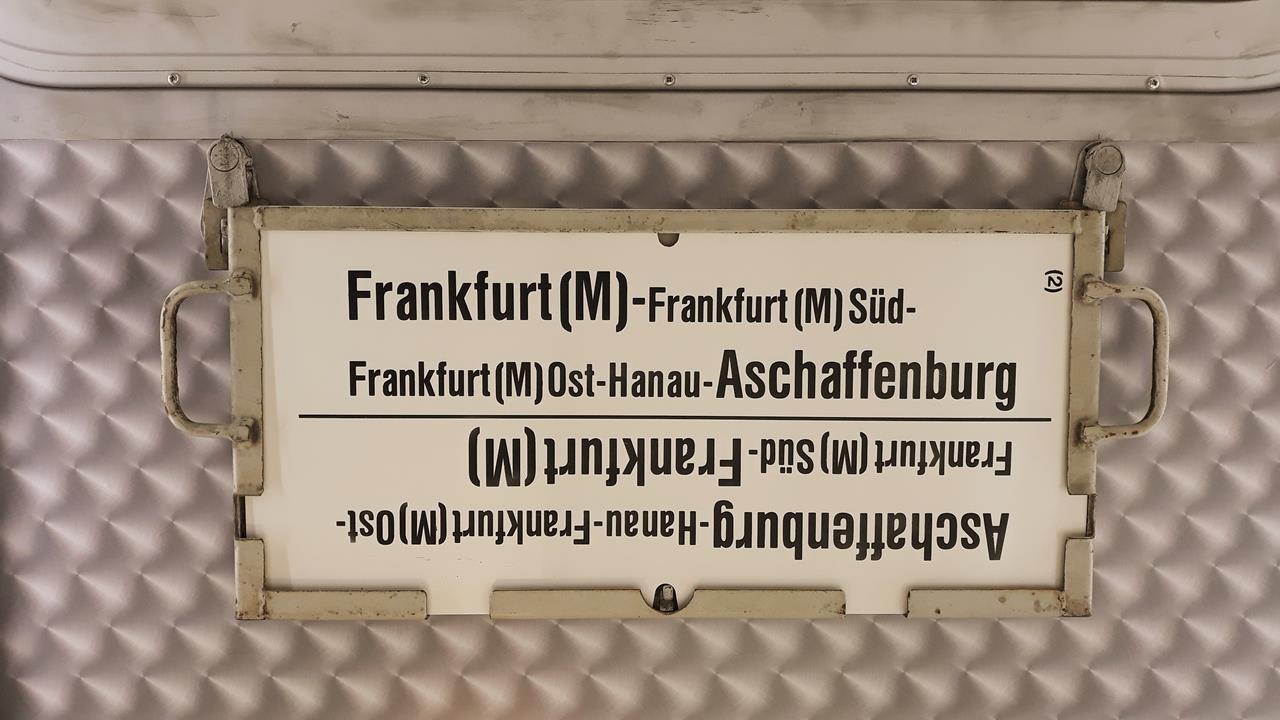 Frankfurt (M)-Frankfurt (M) Süd-
Frankfurt (M) Ost-Hanau-Aschaffenburg
(2)
Aschaffenburg-Hanau-Frankfurt (M) Ost-
Frankfurt (M) Süd-Frankfurt (M)